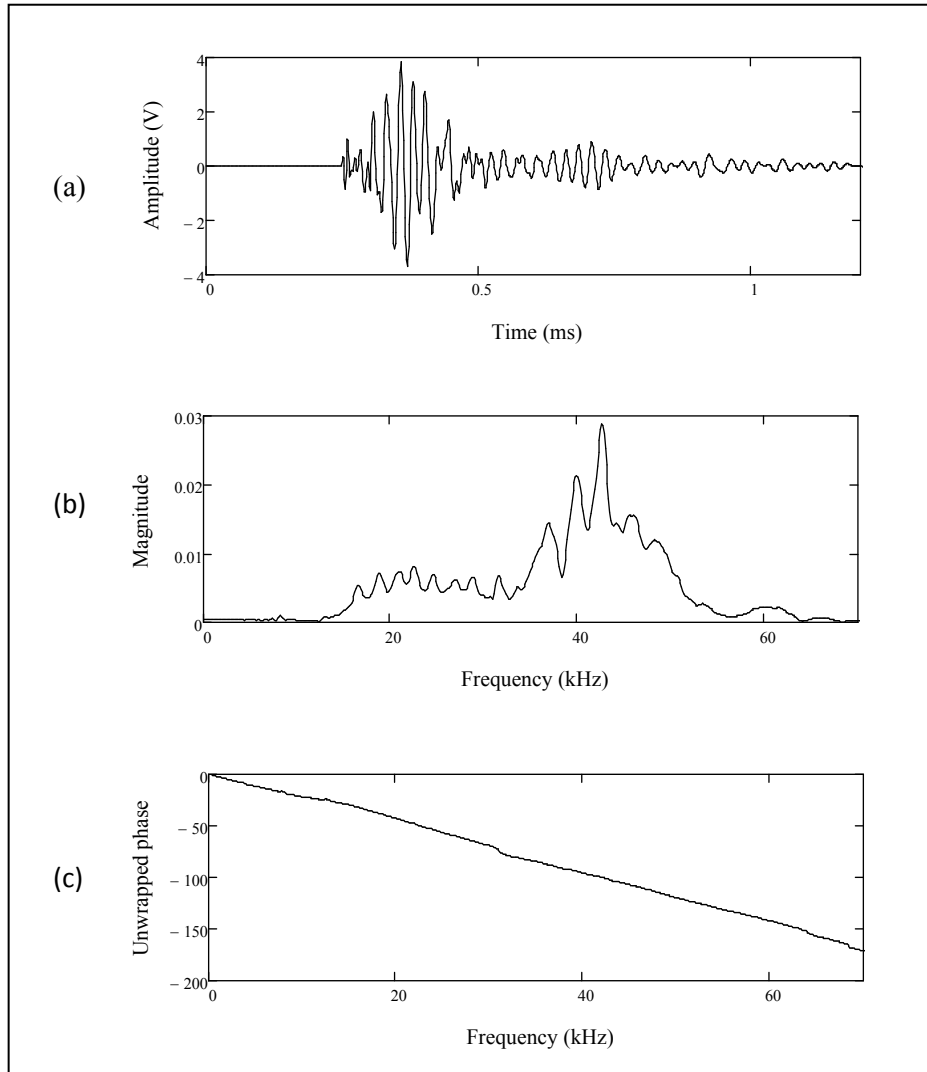 (a)
Amplitude (V)
4
2
0
– 2
– 4
0
0.5
1
Time (ms)
(b)
Magnitude
0.03
0.02
0.01
0
0
20
40
60
Frequency (kHz)
(c)
Unwrapped phase
0
– 50
– 100
– 150
– 200
0
20
40
60
Frequency (kHz)